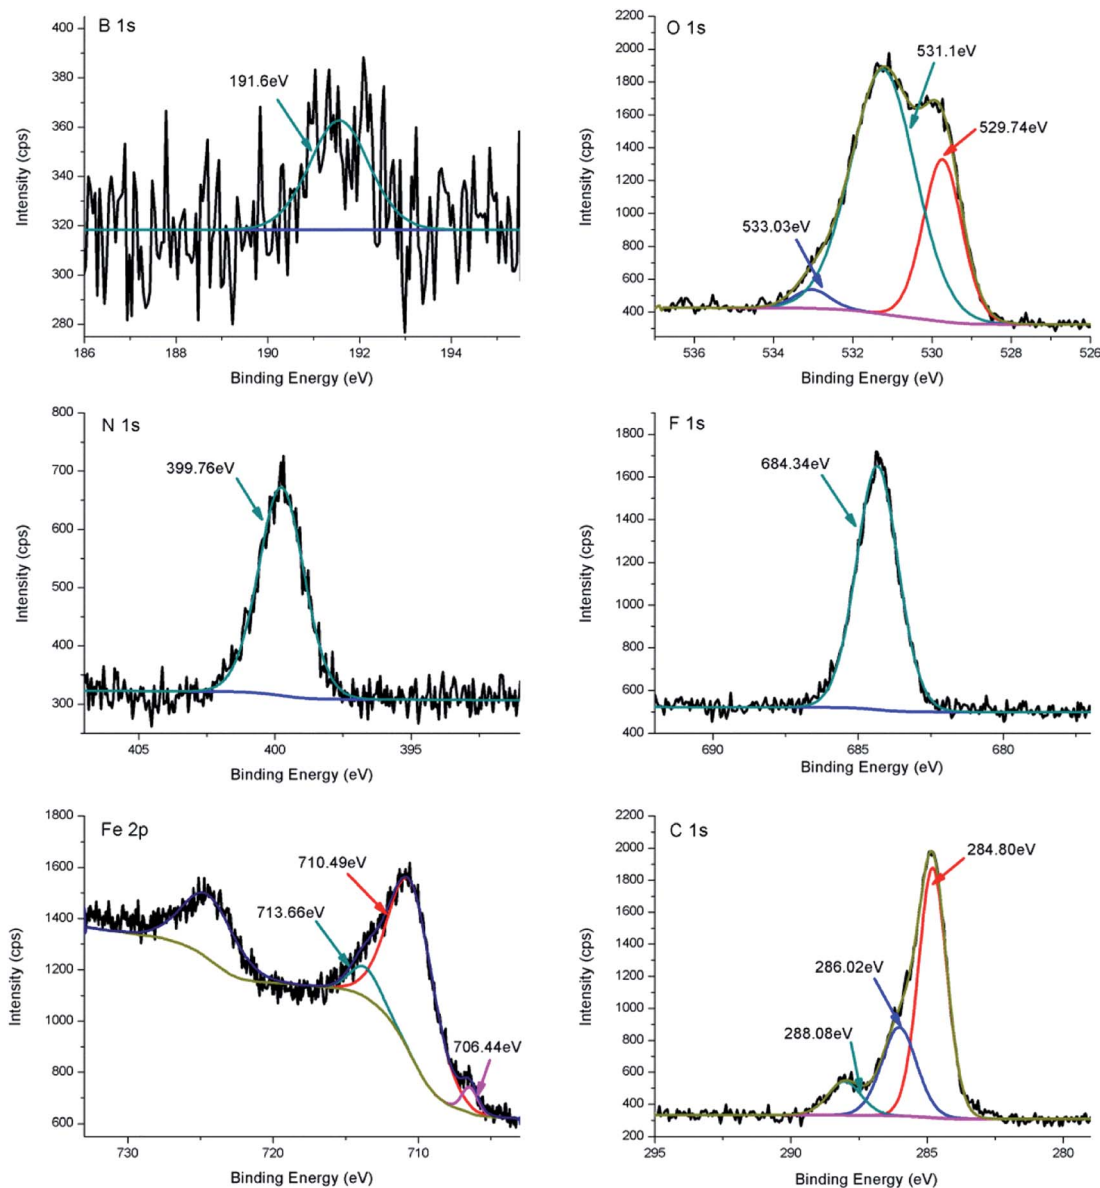 B 1s
191.6eV
400
380
360
340
320
300
280
Intensity (cps)
186 188 190 192 194
Binding Energy (eV)
O 1s
531.1eV
529.74eV
533.03eV
2200
2000
1800
1600
1400
1200
1000
800
600
400
Intensity (cps)
536 534 532 530 528 526
Binding Energy (eV)
N 1s
399.76eV
800
700
600
500
400
300
Intensity (cps)
405 400 395
Binding Energy (eV)
F 1s
684.34eV
1800
1600
1400
1200
1000
800
600
400
Intensity (cps)
690 685 680
Binding Energy (eV)
Fe 2p
710.49eV
713.66eV
706.44eV
1800
1600
1400
1200
1000
800
600
Intensity (cps)
730 720 710
Binding Energy (eV)
C 1s
284.80eV
286.02eV
288.08eV
2200
2000
1800
1600
1400
1200
1000
800
600
400
200
Intensity (cps)
295 290 285 280
Binding Energy (eV)